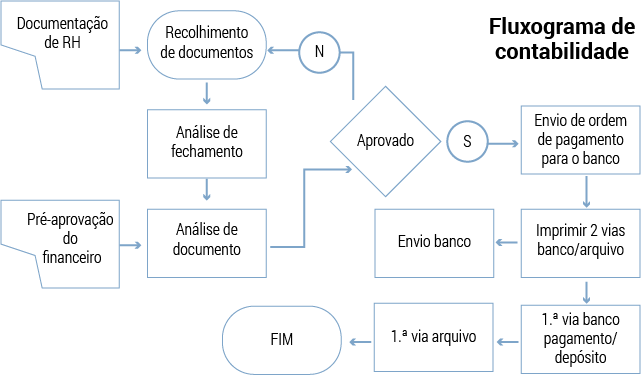 Fluxograma de
contabilidade
Documentação
de RH
Recolhimento
de documentos
N
Análise de
fechamento
Aprovado
S
Envio de ordem
de pagamento
para o banco
Pré-aprovação
do
financeiro
Análise de
documento
Envio banco
Imprimir 2 vias
banco/arquivo
FIM
1.ª via arquivo
1.ª via banco
pagamento/
depósito